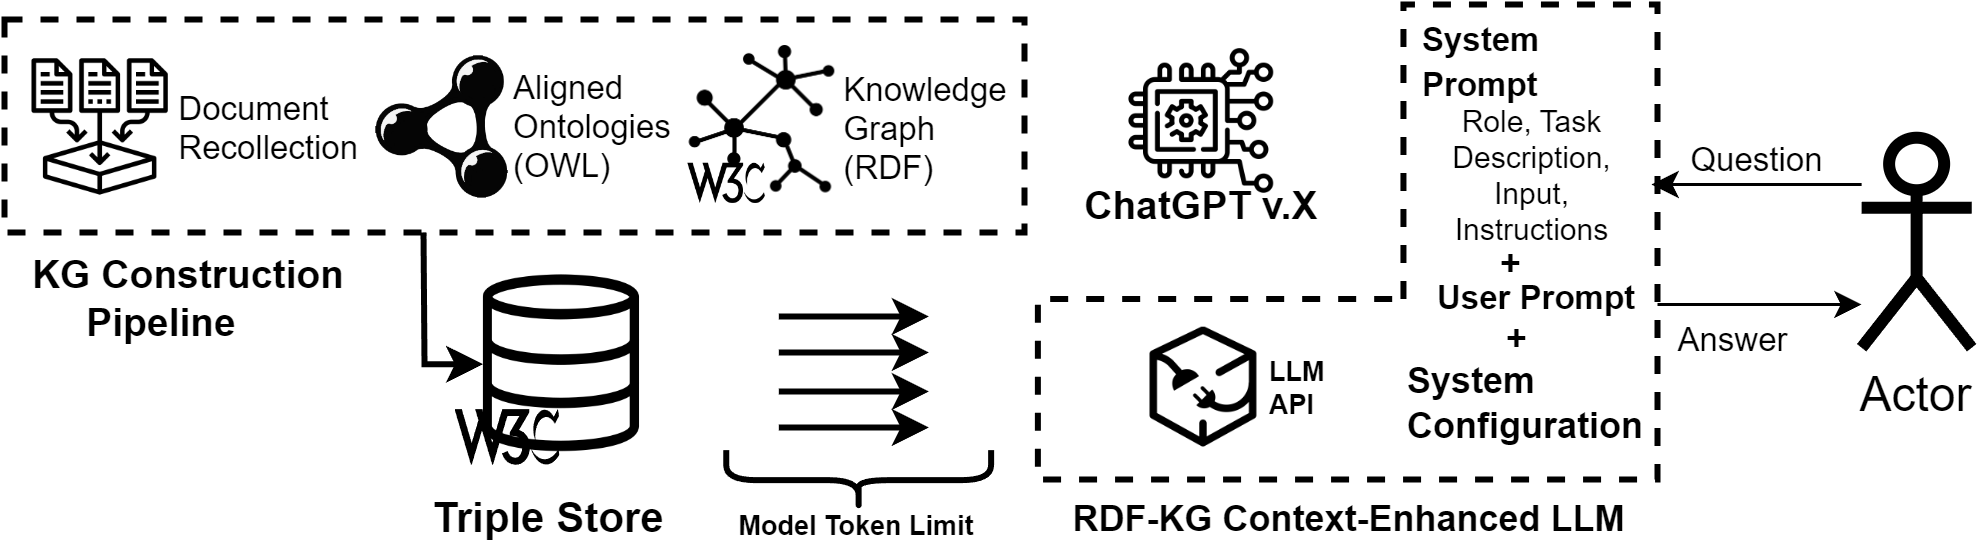 Document
Recollection
Aligned
Ontologies
(OWL)
W3C
Knowledge
Graph
(RDF)
KG Construction
Pipeline
W3C
Triple Store
Model Token Limit
ChatGPT v.X
LLM
API
System
Prompt
Role, Task
Description,
Input,
Instructions
+
User Prompt
+
System
Configuration
RDF-KG Context-Enhanced LLM
Question
Answer
Actor